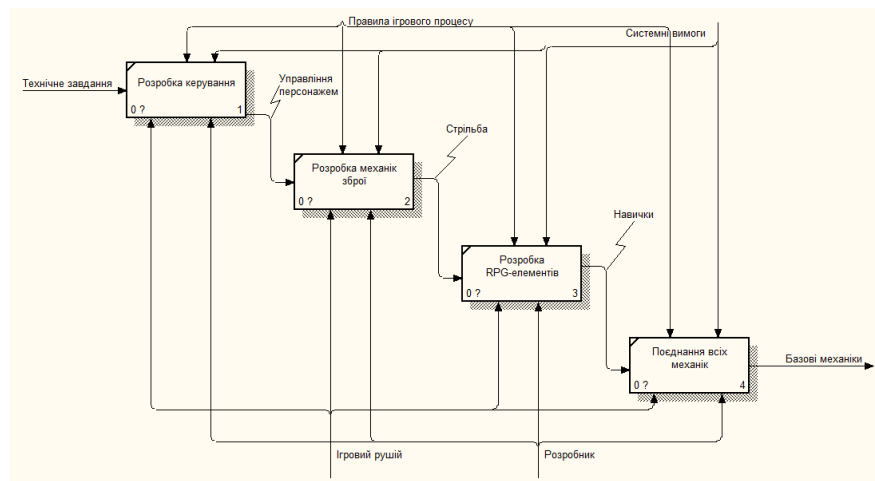 Правила ігрового процесу
Системні вимоги
Технічне завдання
Розробка керування
0 ?
1
Управління
персонажем
Розробка механік
зброї
0 ?
2
Стрільба
Розробка
RPG-елементів
0 ?
3
Навички
Поєднання всіх
механік
0 ?
4
Базові механіки
Ігровий рушій
Розробник